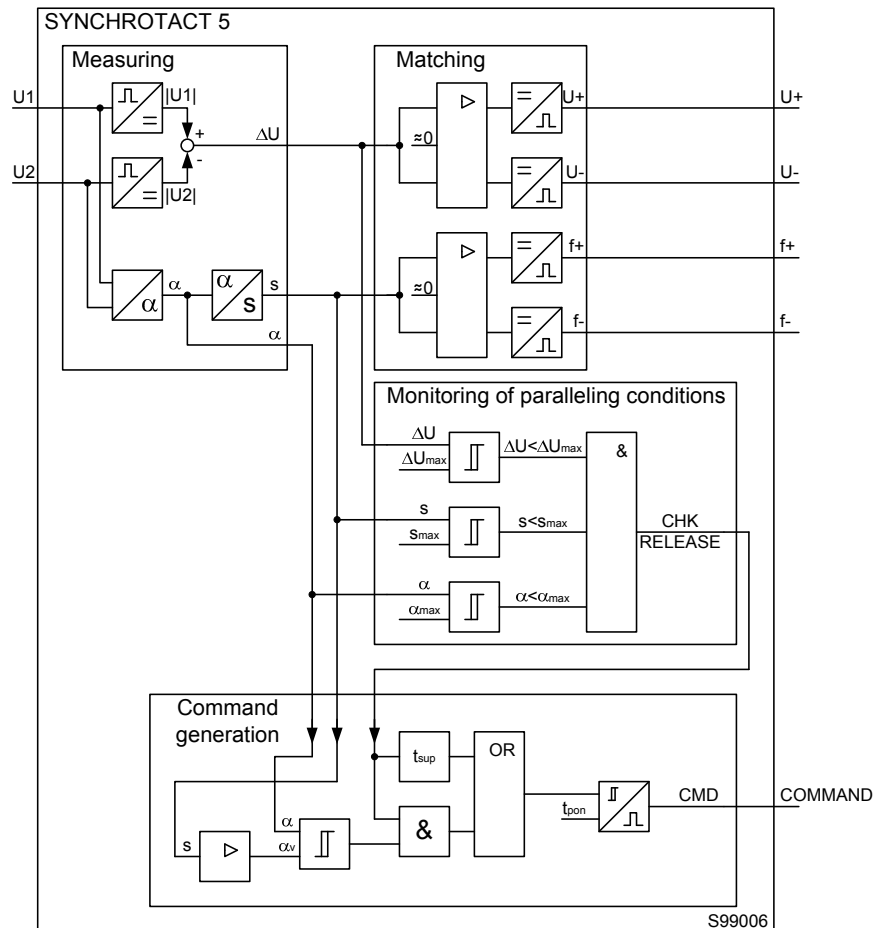 SYNCHROTACT 5
Measuring
Matching
U1
|U1|
+
ΔU
-
U2
|U2|
α
α
s
α
s
α
≈0
U+
U+
U-
U-
≈0
f+
f+
f-
f-
Monitoring of paralleling conditions
ΔU
ΔUmax
ΔU<ΔUmax
&
s
smax
s<smax
CHK
RELEASE
α
αmax
α<αmax
Command
generation
tsup
OR
tpon
CMD
COMMAND
α
s
αv
&
S99006